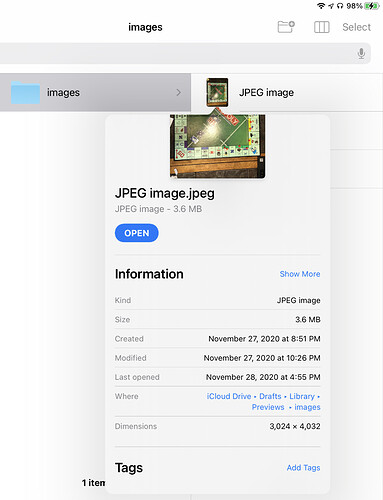 98%
images
Select
images
JPEG image
JPEG image.jpeg
JPEG image - 3.6 MB
OPEN
Information
Show More
Kind
JPEG image
Size
3.6 MB
Created
November 27, 2020 at 8:51 PM
Modified
November 27, 2020 at 10:26 PM
Last opened
November 28, 2020 at 4:55 PM
Where
iCloud Drive • Drafts • Library •
Previews • images
Dimensions
3,024 × 4,032
1 item
Tags
Add Tags